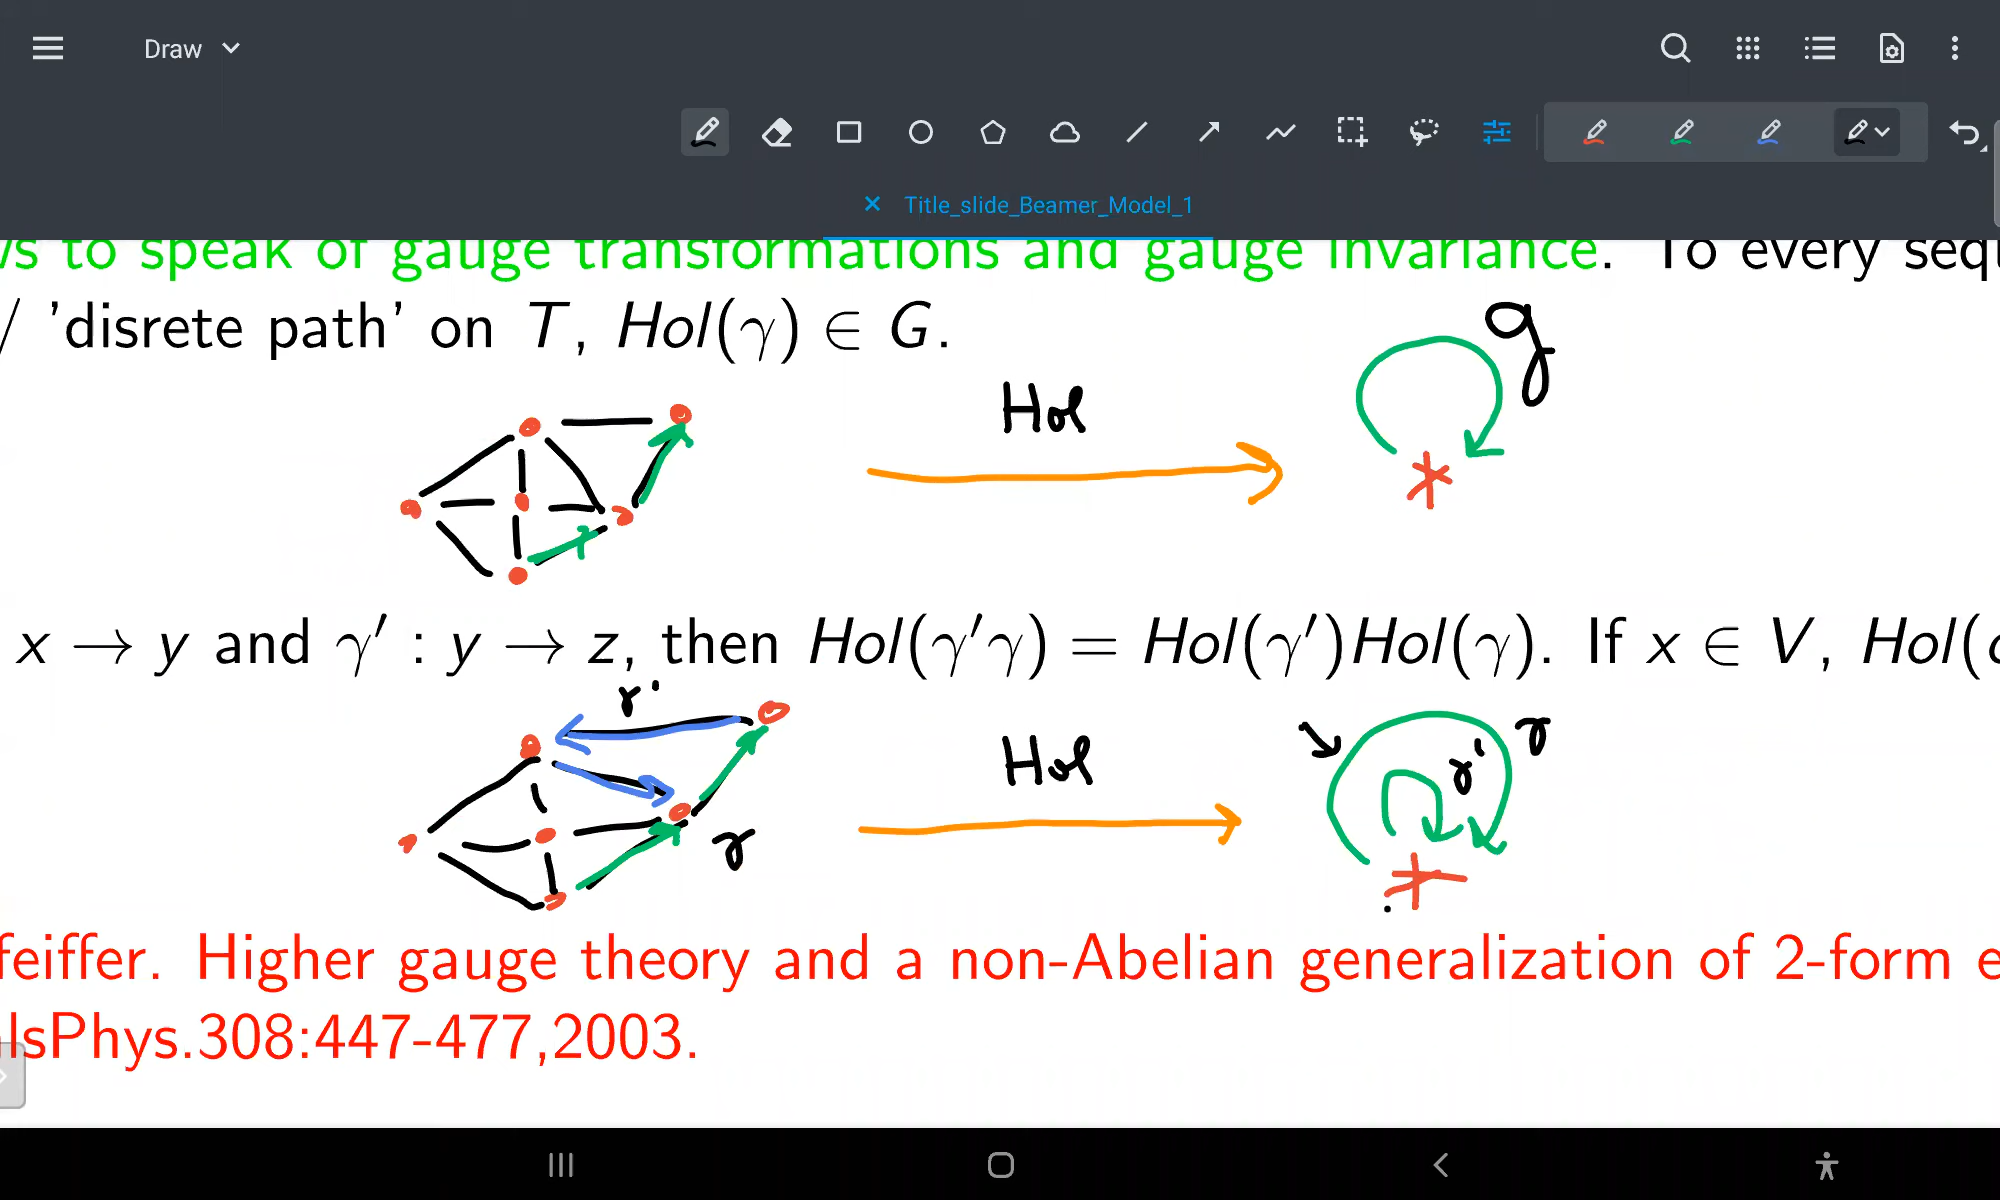 Draw
Title_slide_Beamer_Model_1
ws to speak of gauge transformations and gauge invariance. To every sequ
/ 'disrete path' on T, Hol(γ) ∈ G.
g
Hol
*
x → y and γ′ : y → z, then Hol(γ′γ) = Hol(γ′)Hol(γ). If x ∈ V, Hol(
γ'
Hol
γ' γ
γ
*
feiffer. Higher gauge theory and a non-Abelian generalization of 2-form e
lsPhys.308:447-477,2003.